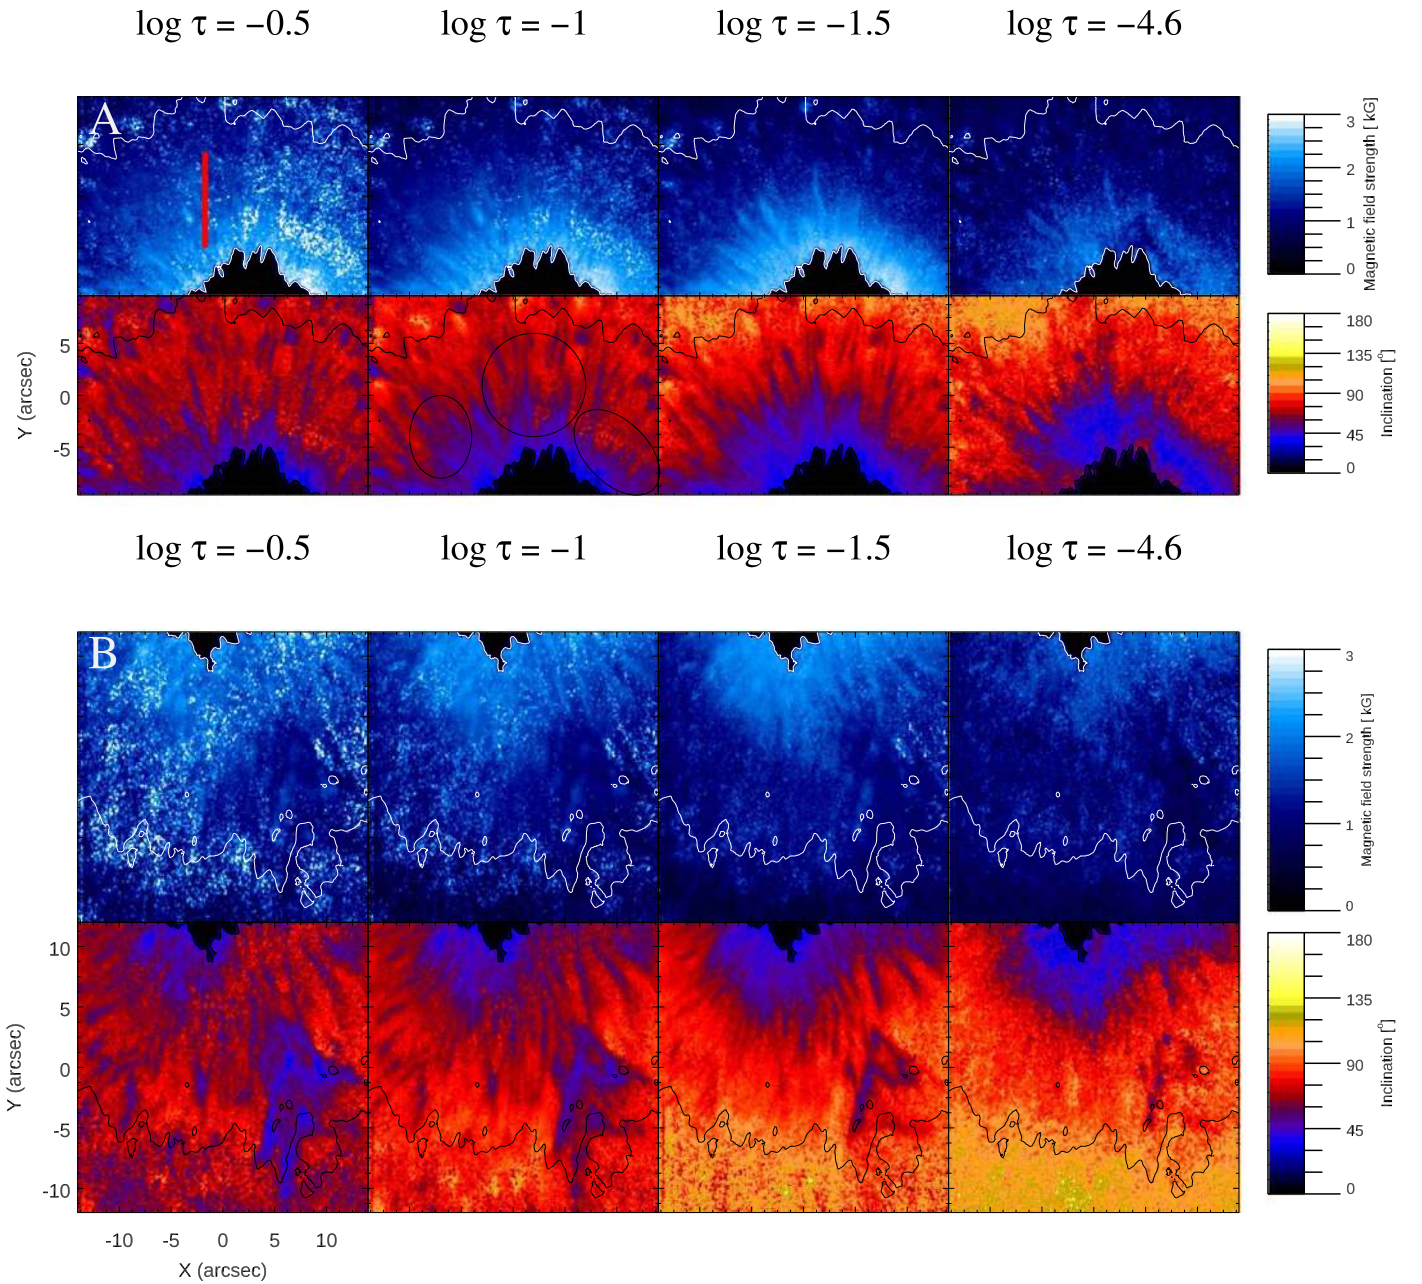 log τ = −0.5 log τ = −1 log τ = −1.5 log τ = −4.6
A
3
2
1
0
Magnetic field strength [ kG]
5
0
-5
Y (arcsec)
180
135
90
45
0
Inclination [°]
log τ = −0.5 log τ = −1 log τ = −1.5 log τ = −4.6
B
3
2
1
0
Magnetic field strength [ kG]
10
5
0
-5
-10
Y (arcsec)
180
135
90
45
0
Inclination [°]
-10 -5 0 5 10
X (arcsec)